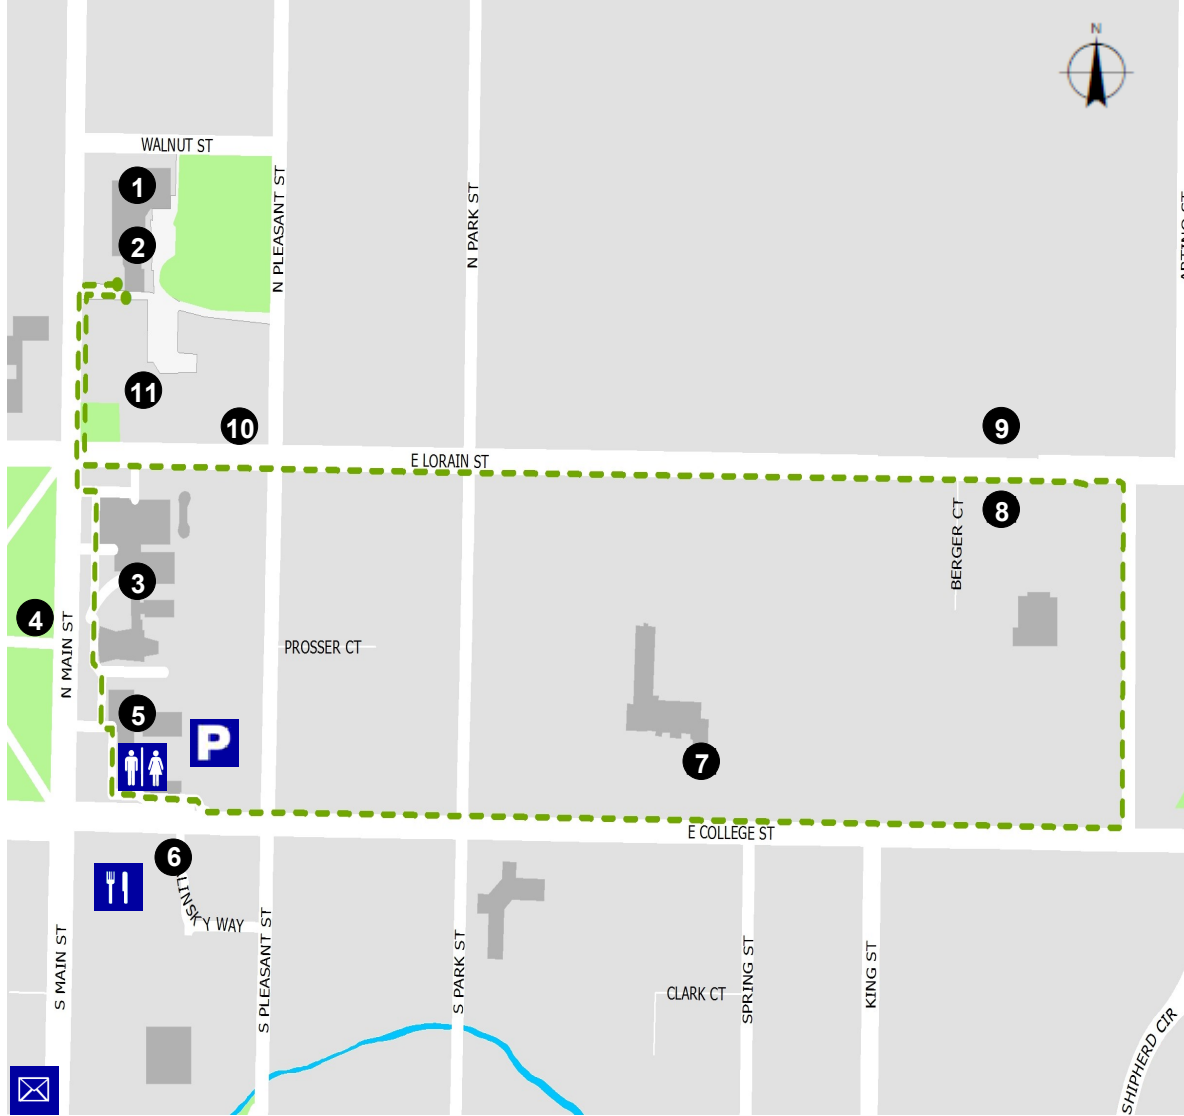 N
WALNUT ST
1
N PLEASANT ST
N PARK ST
2
11
10
9
E LORAIN ST
8
BERGER CT
3
4
N MAIN ST
PROSSER CT
5
P
7
E COLLEGE ST
6
LINSKY WAY
S MAIN ST
S PLEASANT ST
S PARK ST
SPRING ST
KING ST
CLARK CT
SHIPHERD CIR